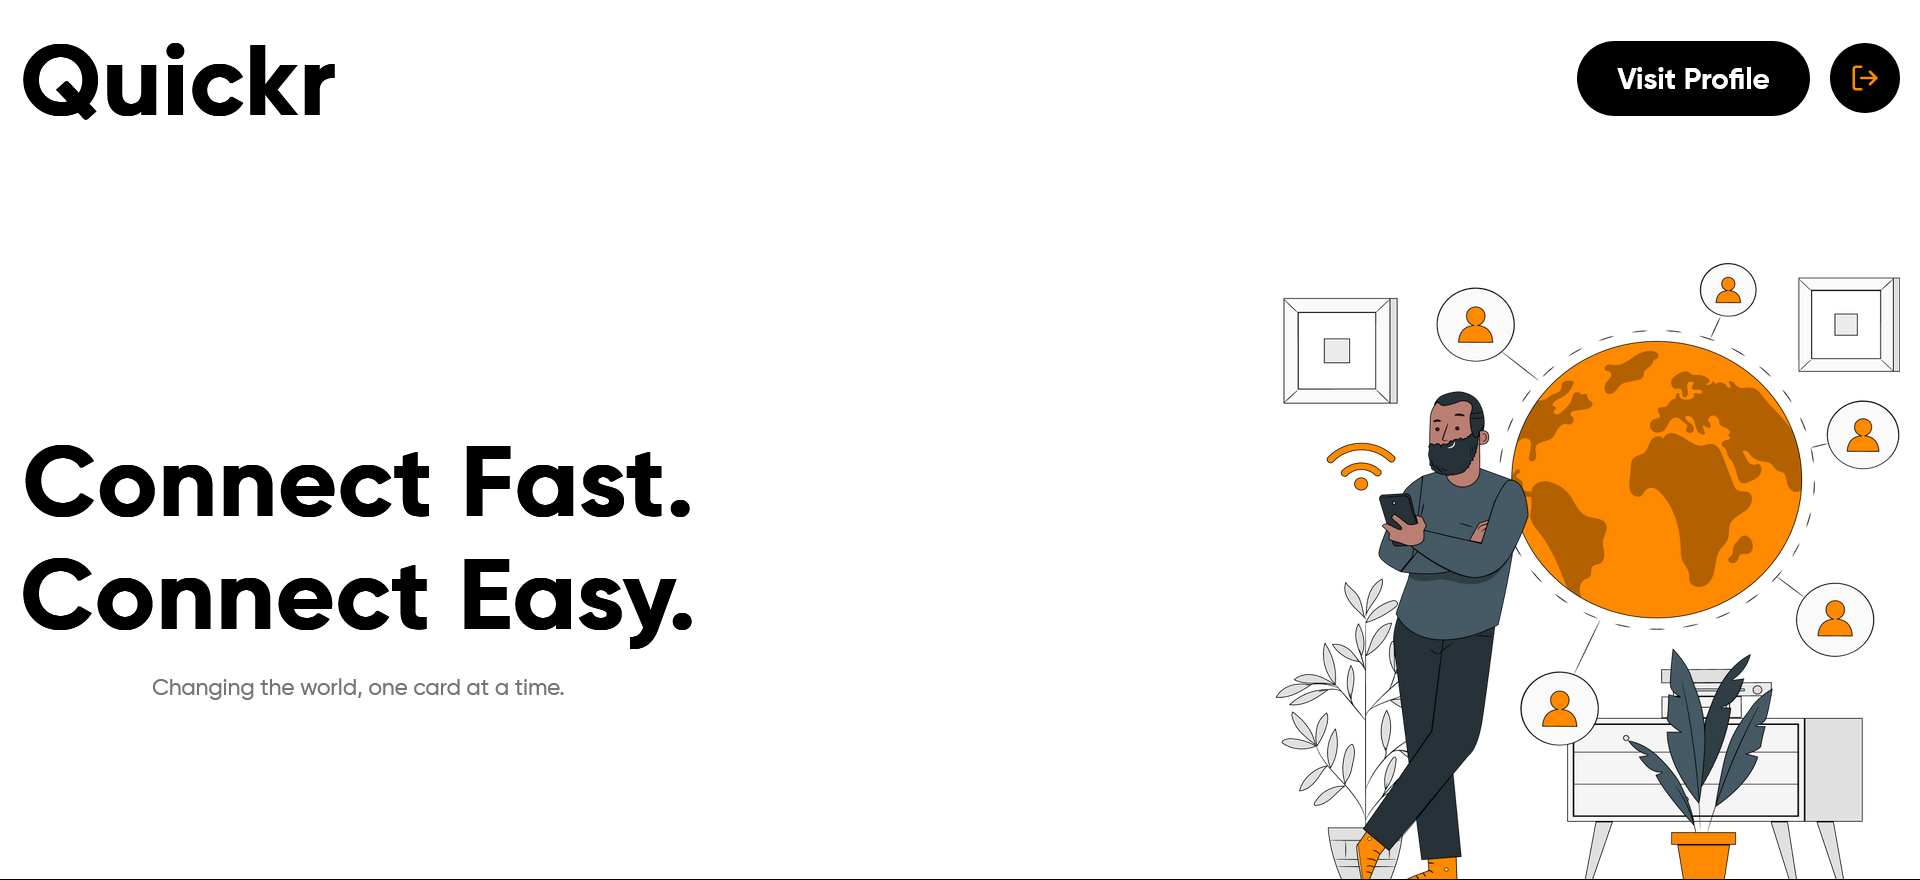 Quickr
Visit Profile
Connect Fast.
Connect Easy.
Changing the world, one card at a time.